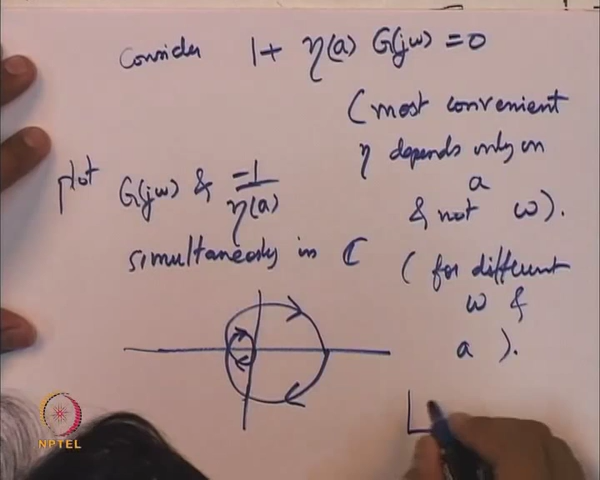 Consider 1 + η(a) G(jω) = 0
(most convenient
η depends only on
a
& not ω).
plot G(jω) & -1/η(a)
simultaneously in ℂ
(for different
ω &
a).
NPTEL